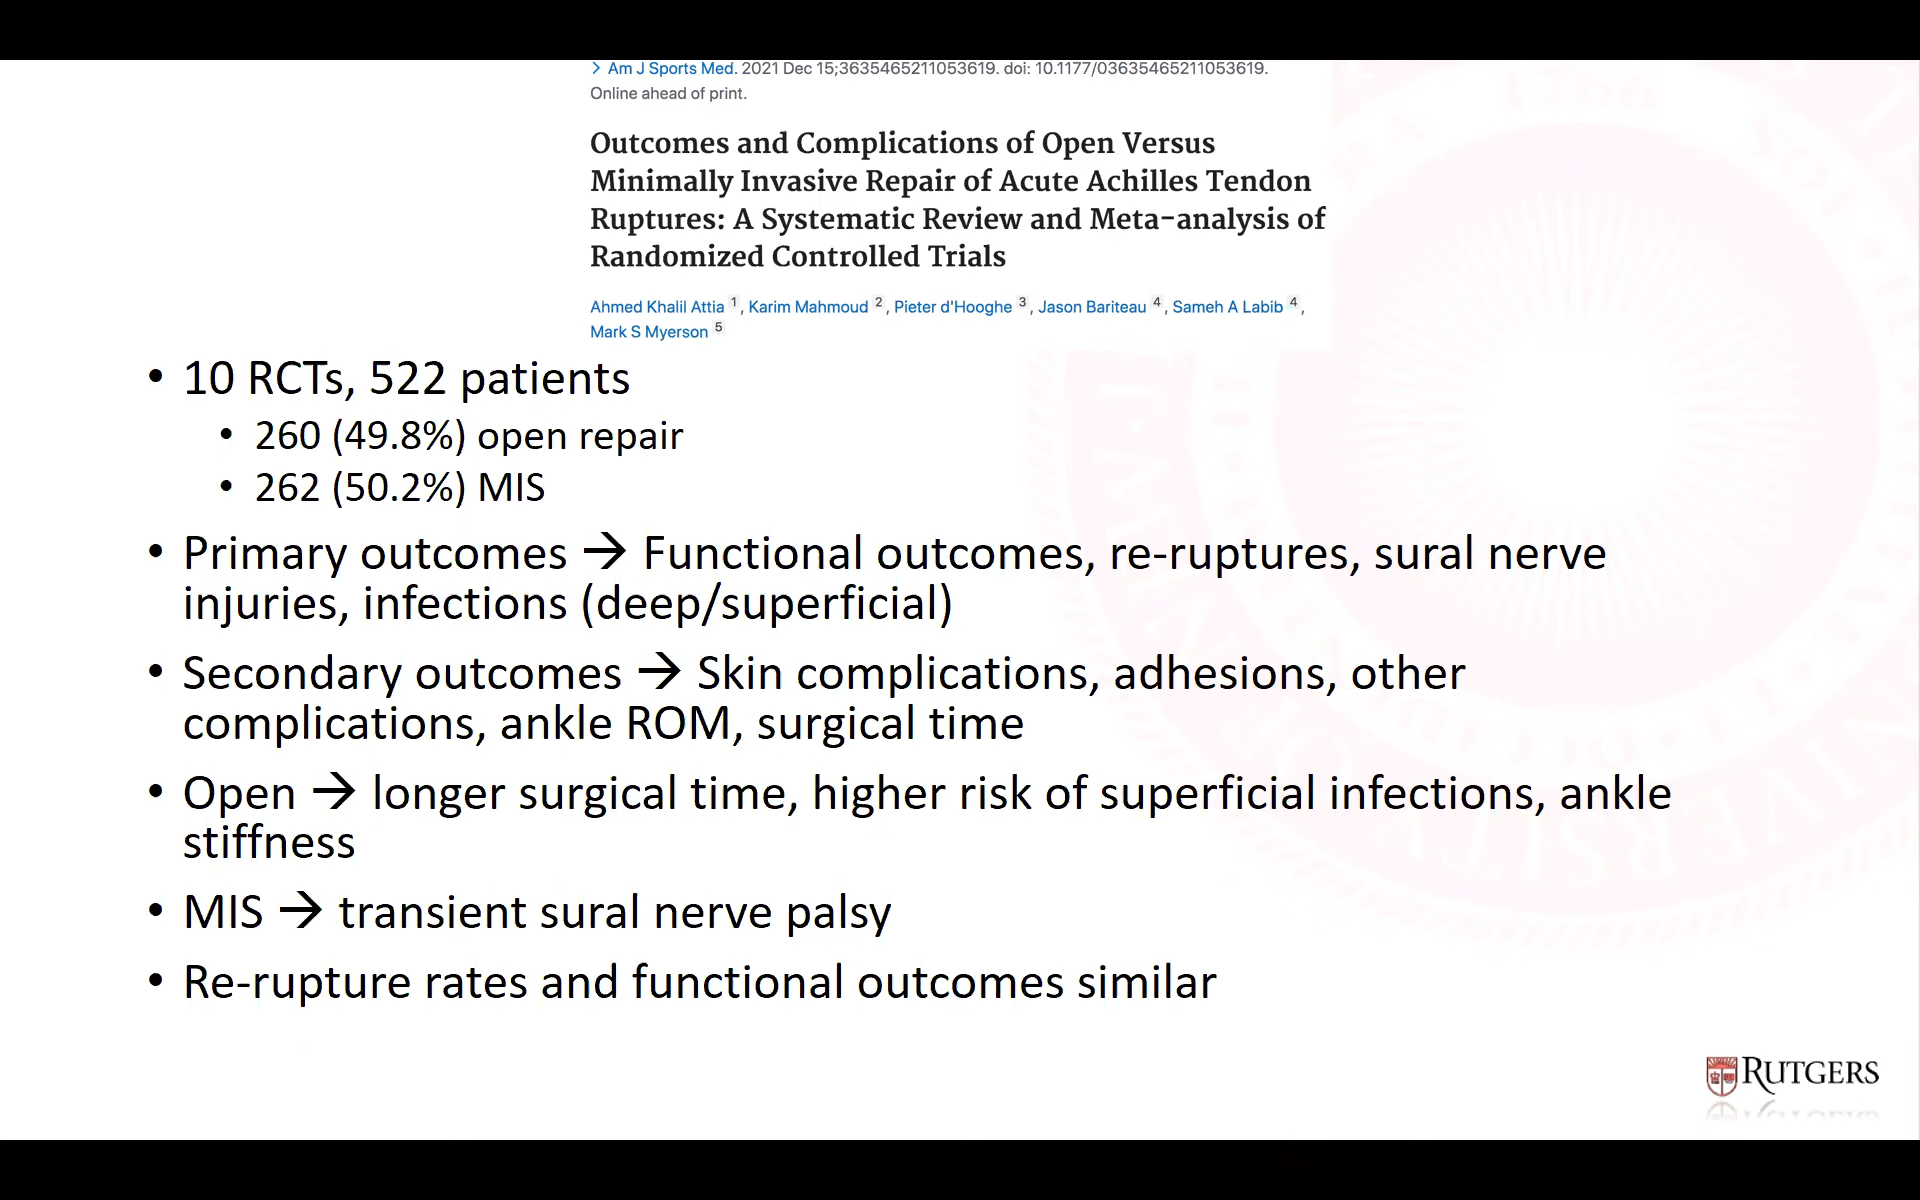 > Am J Sports Med. 2021 Dec 15;3635465211053619. doi: 10.1177/03635465211053619.
Online ahead of print.
Outcomes and Complications of Open Versus
Minimally Invasive Repair of Acute Achilles Tendon
Ruptures: A Systematic Review and Meta-analysis of
Randomized Controlled Trials
Ahmed Khalil Attia 1, Karim Mahmoud 2, Pieter d'Hooghe 3, Jason Bariteau 4, Sameh A Labib 4,
Mark S Myerson 5
• 10 RCTs, 522 patients
• 260 (49.8%) open repair
• 262 (50.2%) MIS
• Primary outcomes → Functional outcomes, re-ruptures, sural nerve
injuries, infections (deep/superficial)
• Secondary outcomes → Skin complications, adhesions, other
complications, ankle ROM, surgical time
• Open → longer surgical time, higher risk of superficial infections, ankle
stiffness
• MIS → transient sural nerve palsy
• Re-rupture rates and functional outcomes similar
RUTGERS
1766